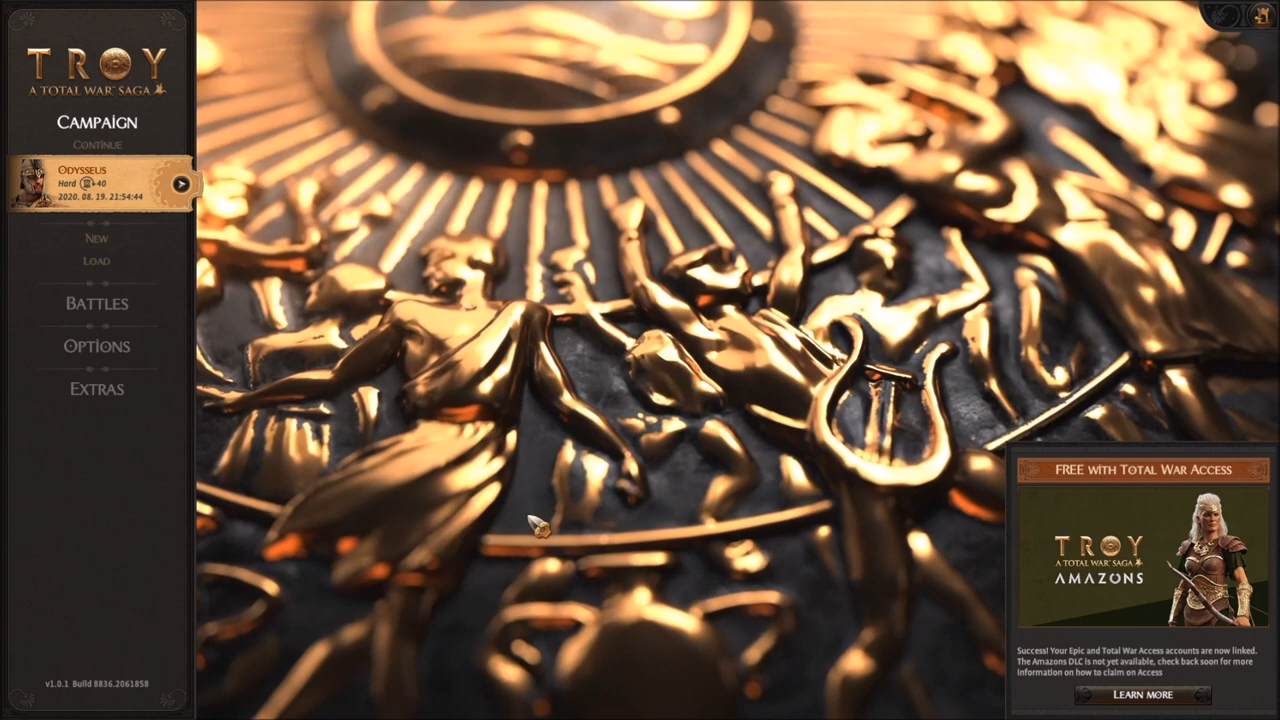 TROY
A TOTAL WAR SAGA
CAMPAIGN
CONTINUE
ODYSSEUS
Hard 40
2020. 08. 19. 21:54:44
NEW
LOAD
BATTLES
OPTIONS
EXTRAS
v1.0.1 Build 8836.2061858
FREE WITH TOTAL WAR ACCESS
TROY
A TOTAL WAR SAGA
AMAZONS
Success! Your Epic and Total War Access accounts are now linked.
The Amazons DLC is not yet available, check back soon for more
information on how to claim on Access
LEARN MORE